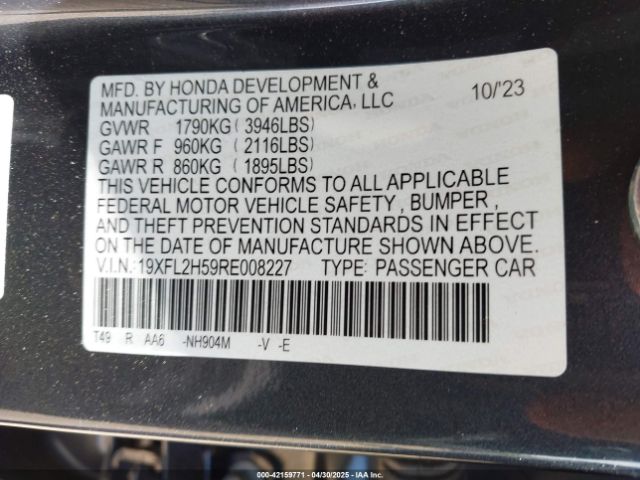 MFD. BY HONDA DEVELOPMENT &
MANUFACTURING OF AMERICA, LLC 10/'23
GVWR 1790KG ( 3946LBS)
GAWR F 960KG ( 2116LBS)
GAWR R 860KG ( 1895LBS)
THIS VEHICLE CONFORMS TO ALL APPLICABLE
FEDERAL MOTOR VEHICLE SAFETY , BUMPER ,
AND THEFT PREVENTION STANDARDS IN EFFECT
ON THE DATE OF MANUFACTURE SHOWN ABOVE.
V.I.N.:19XFL2H59RE008227 TYPE: PASSENGER CAR
T49 R AA6 -NH904M -V -E
000-42159771 - 04/30/2025 - IAAI.COM